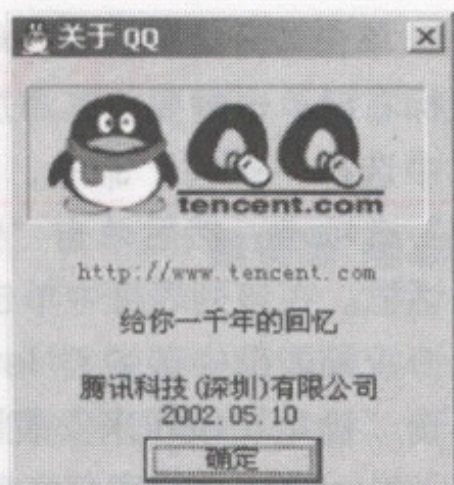 关于 QQ
QQ
tencent.com
http://www.tencent.com
给你一千年的回忆
腾讯科技(深圳)有限公司
2002.05.10
确定